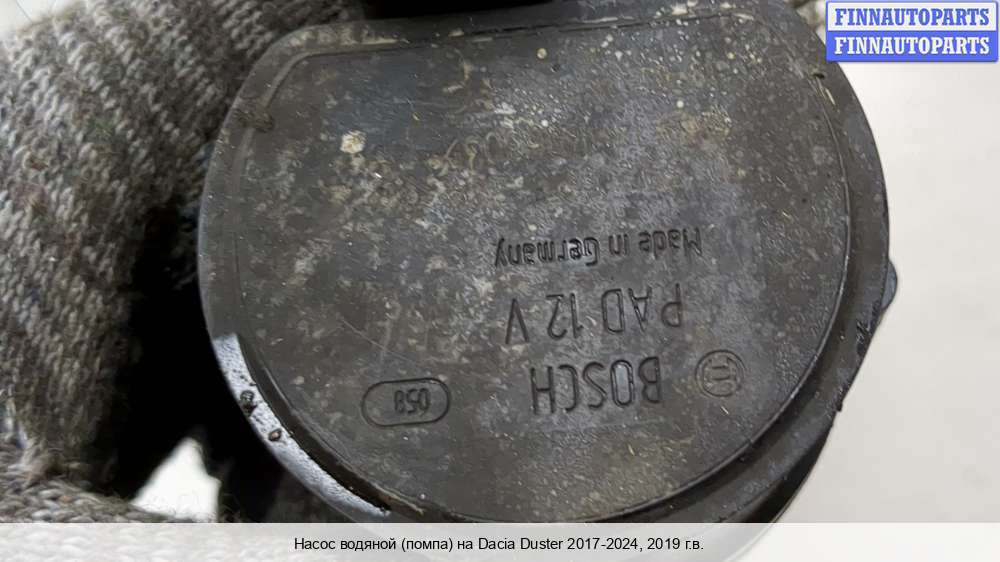 FINNAUTOPARTS
FINNAUTOPARTS
BOSCH
058
PAD 12 V
Made in Germany
Насос водяной (помпа) на Dacia Duster 2017-2024, 2019 г.в.